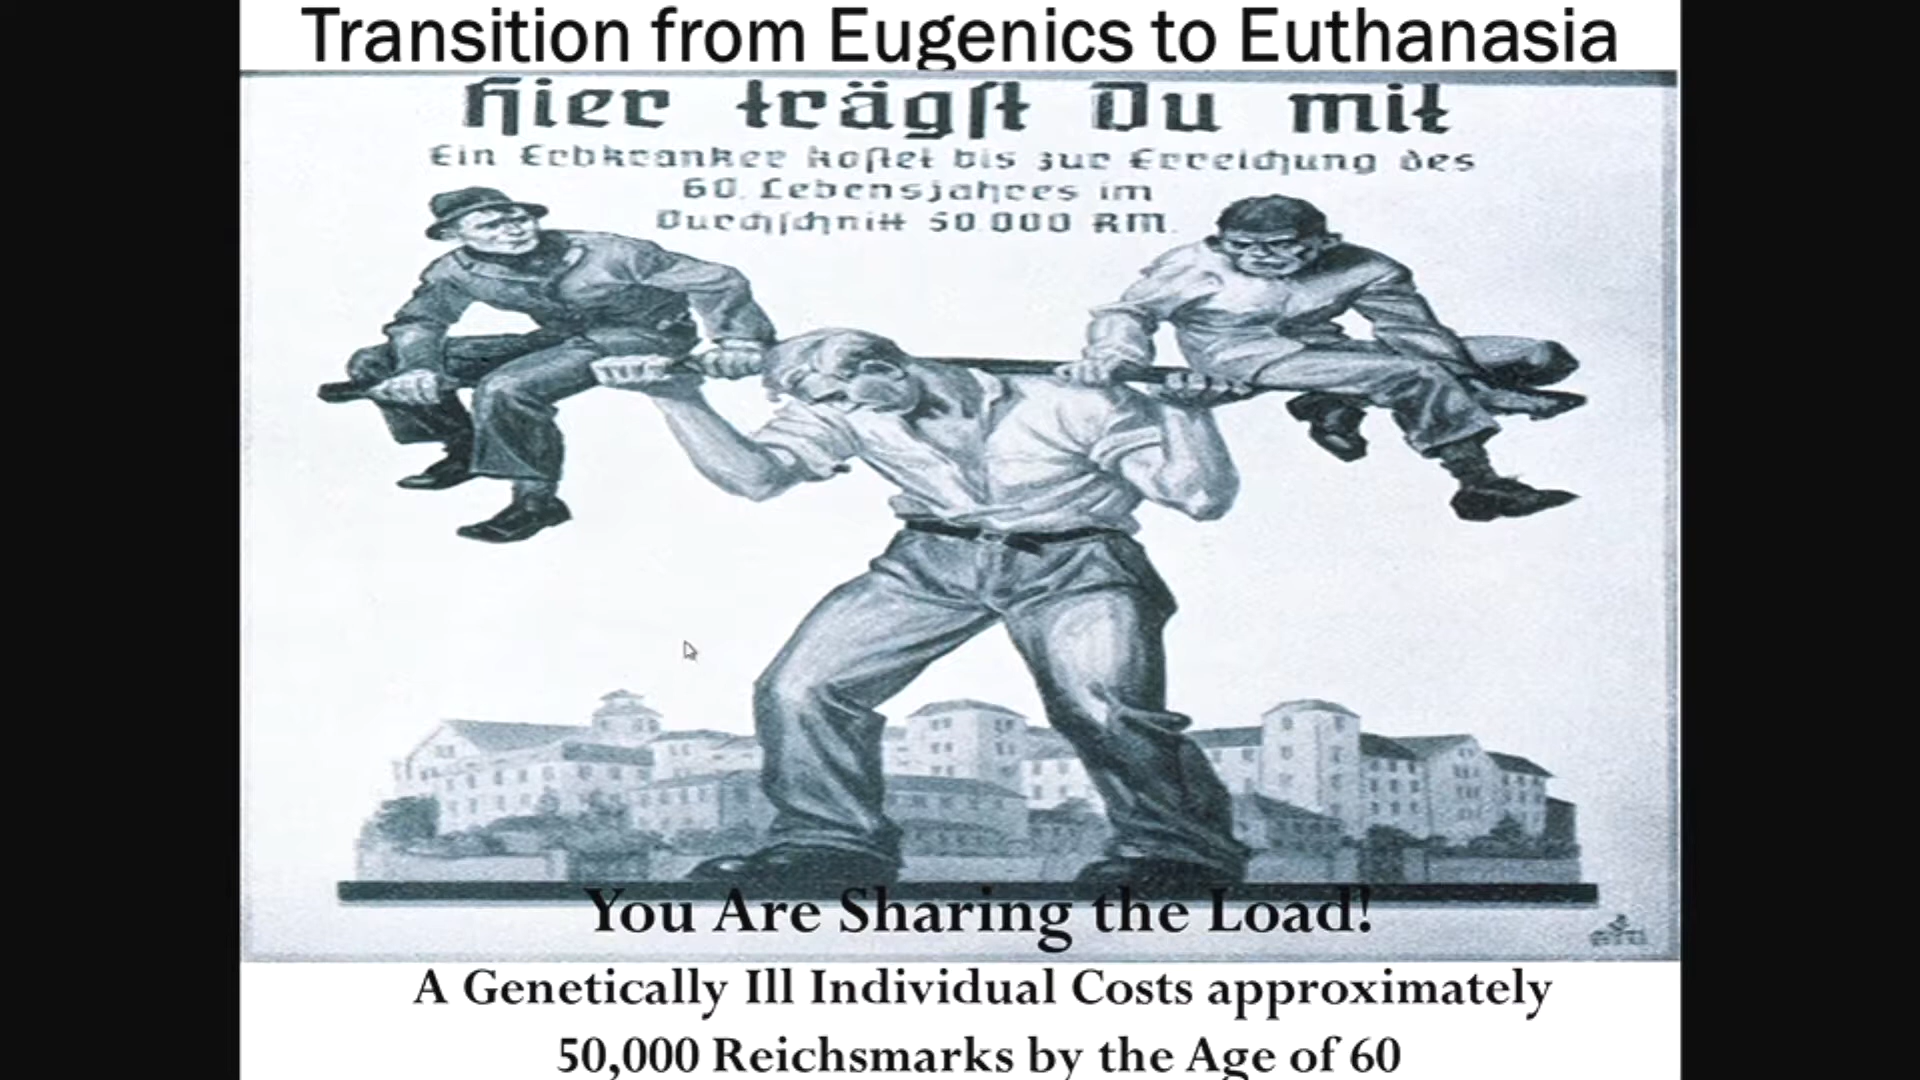 Transition from Eugenics to Euthanasia
Hier trägſt Du mit
Ein Erbkranker koſtet bis zur Erreichung des
60. Lebensjahres im
Durchſchnitt 50.000 RM.
You Are Sharing the Load!
A Genetically Ill Individual Costs approximately
50,000 Reichsmarks by the Age of 60